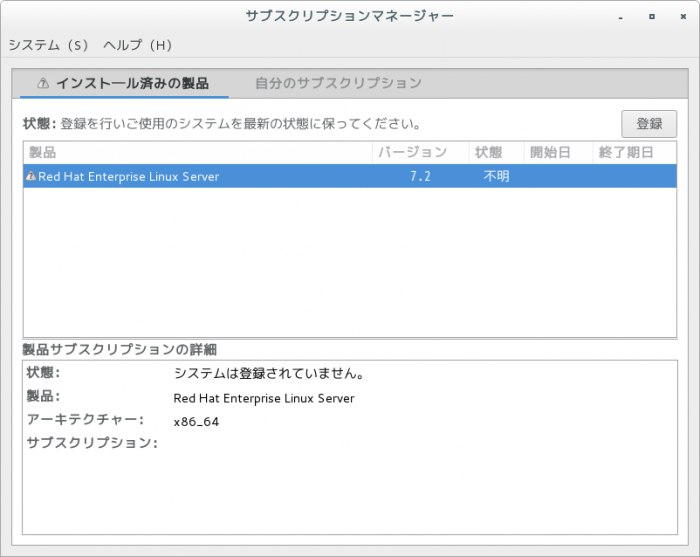 サブスクリプションマネージャー
システム (S) ヘルプ (H)
インストール済みの製品 自分のサブスクリプション
状態: 登録を行いご使用のシステムを最新の状態に保ってください。 登録
製品 バージョン 状態 開始日 終了期日
Red Hat Enterprise Linux Server 7.2 不明
製品サブスクリプションの詳細
状態: システムは登録されていません。
製品: Red Hat Enterprise Linux Server
アーキテクチャー: x86_64
サブスクリプション: